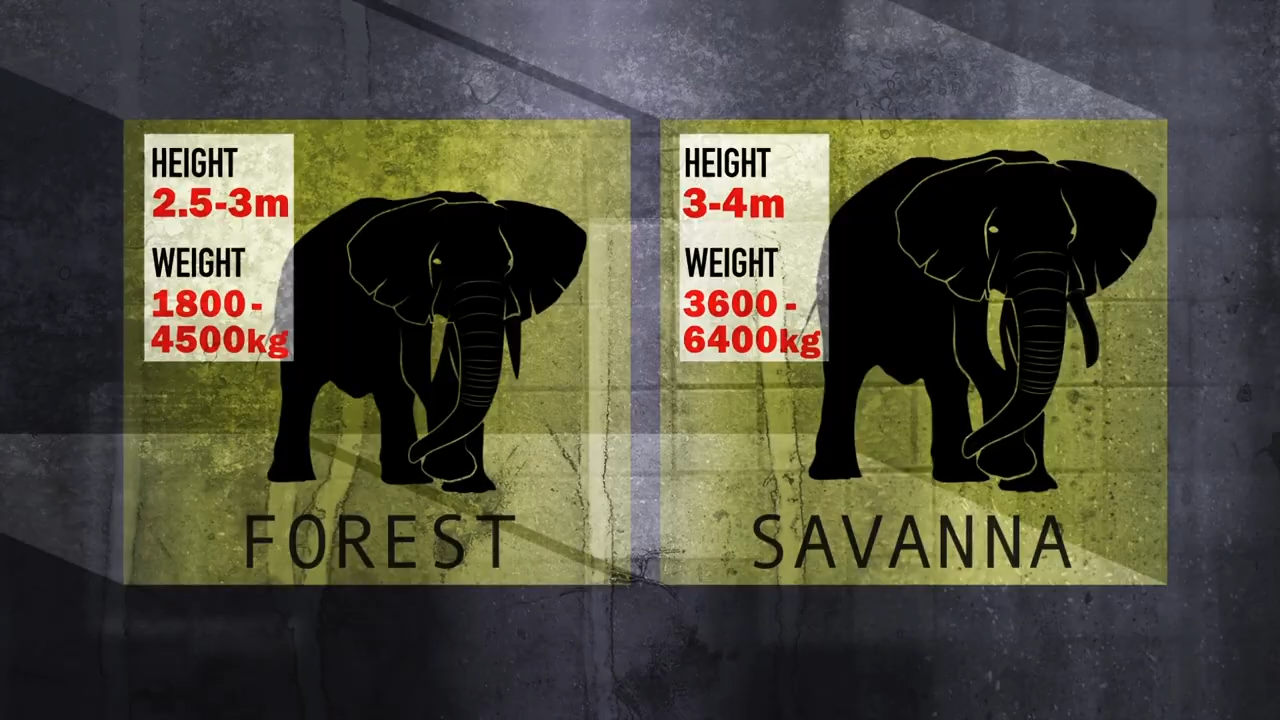 HEIGHT
2.5-3m
WEIGHT
1800-
4500kg
FOREST
HEIGHT
3-4m
WEIGHT
3600-
6400kg
SAVANNA